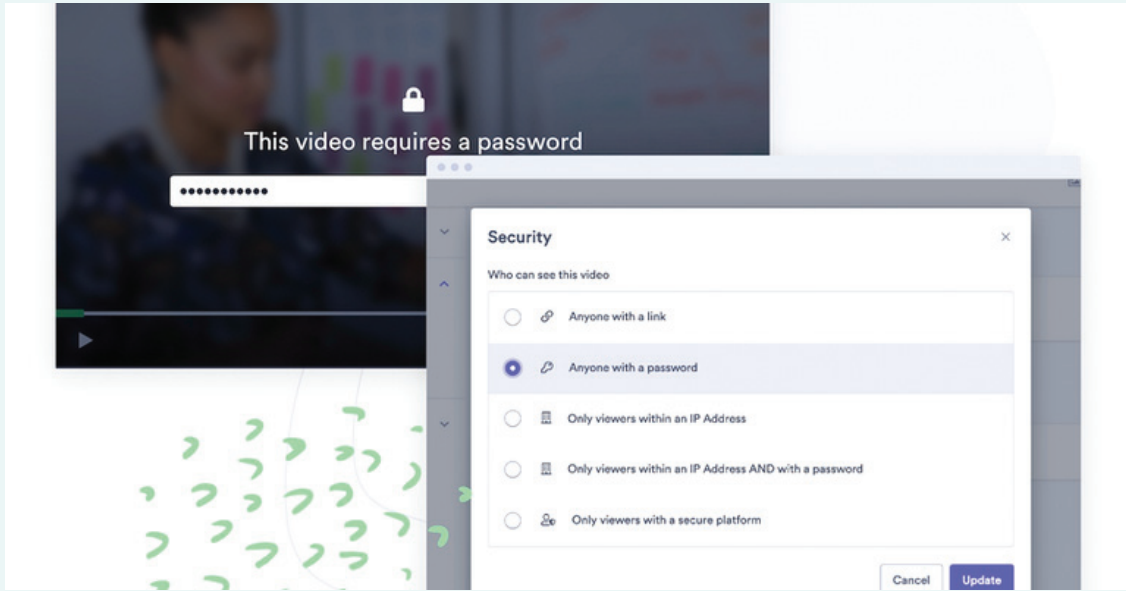 This video requires a password
•••••••••••
Security
Who can see this video
Anyone with a link
Anyone with a password
Only viewers within an IP Address
Only viewers within an IP Address AND with a password
Only viewers with a secure platform
Cancel
Update